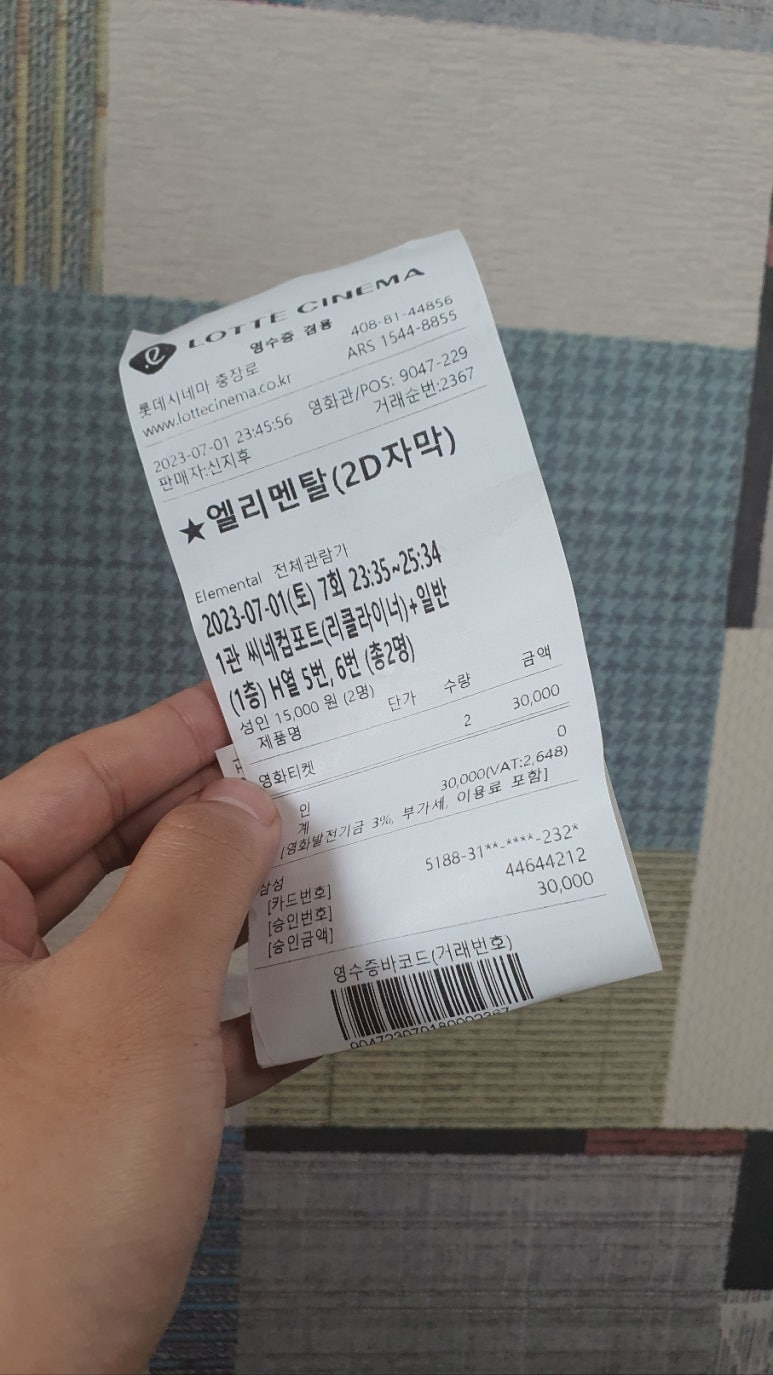 LOTTE CINEMA
영수증 겸용
롯데시네마 충장로 408-81-44856
www.lottecinema.co.kr ARS 1544-8855
2023-07-01 23:45:56 영화관/POS: 9047-229
판매자:신지후 거래순번:2367
★엘리멘탈(2D자막)
Elemental 전체관람가
2023-07-01(토) 7회 23:35~25:34
1관 씨네컴포트(리클라이너)+일반
(1층) H열 5번, 6번 (총2명)
성인 15,000 원 (2명)
제품명 단가 수량 금액
영화티켓 2 30,000
인 0
계 30,000(VAT:2,648)
[영화발전기금 3%, 부가세, 이용료 포함]
삼성
[카드번호] 5188-31**-****-232*
[승인번호] 44644212
[승인금액] 30,000
영수증바코드(거래번호)